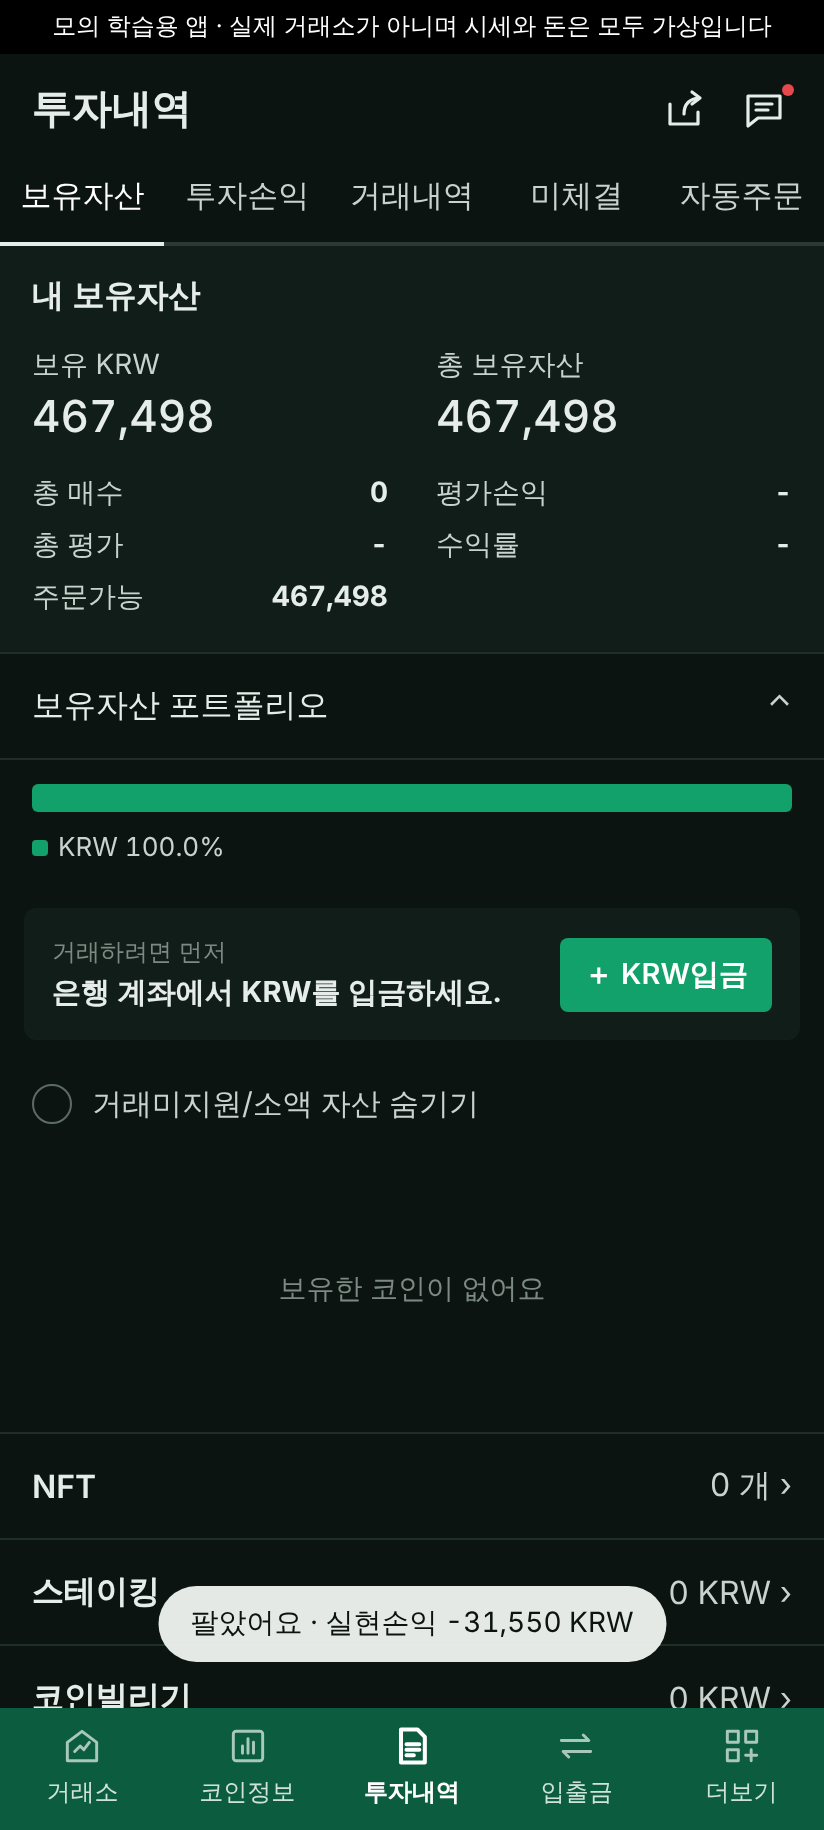 모의 학습용 앱 · 실제 거래소가 아니며 시세와 돈은 모두 가상입니다
투자내역
보유자산 투자손익 거래내역 미체결 자동주문
내 보유자산
보유 KRW 총 보유자산
467,498 467,498
총 매수 0 평가손익 -
총 평가 - 수익률 -
주문가능 467,498
보유자산 포트폴리오
KRW 100.0%
거래하려면 먼저
은행 계좌에서 KRW를 입금하세요.
+ KRW입금
거래미지원/소액 자산 숨기기
보유한 코인이 없어요
NFT 0 개 ›
스테이킹 0 KRW ›
팔았어요 · 실현손익 -31,550 KRW
코인빌리기 0 KRW ›
거래소 코인정보 투자내역 입출금 더보기